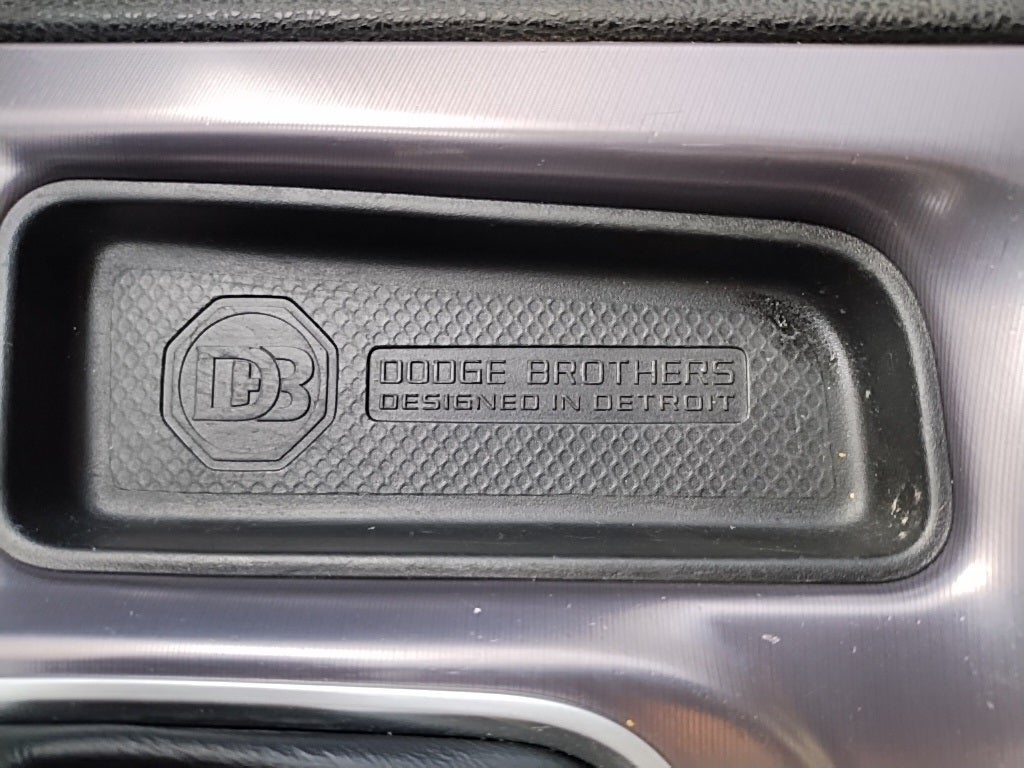 DB
DODGE BROTHERS
DESIGNED IN DETROIT